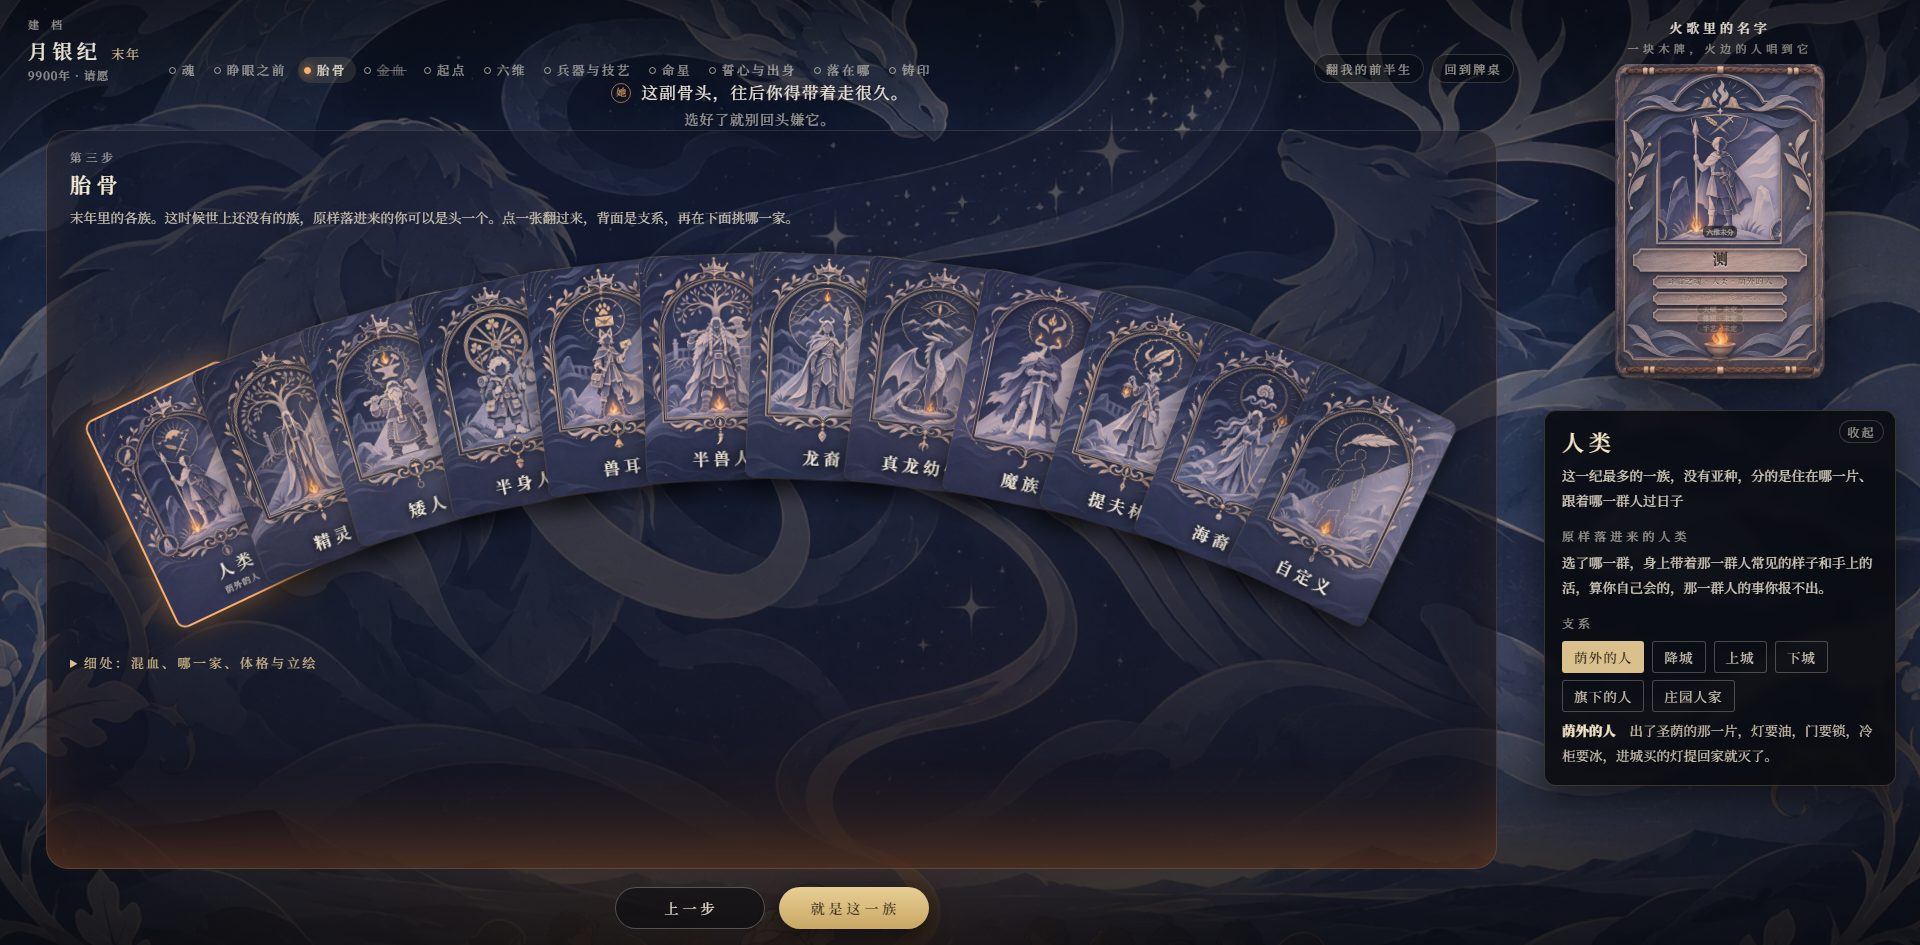 建档
月银纪 末年
9900年·请愿
魂 睁眼之前 胎骨 金血 起点 六维 兵器与技艺 命星 誓心与出身 落在哪 铸印
她 这副骨头，往后你得带着走很久。
选好了就别回头嫌它。
翻我的前半生 回到牌桌
第三步
胎骨
末年里的各族。这时候世上还没有的族，原样落进来的你可以是头一个。点一张翻过来，背面是支系，再在下面挑哪一家。
人类
荫外的人
精灵
矮人
半身人
兽耳
半兽人
龙裔
真龙幼
魔族
提夫林
海裔
自定义
▶ 细处：混血、哪一家、体格与立绘
上一步 就是这一族
火歌里的名字
一块木牌，火边的人唱到它
六维未分
测
人类 收起
这一纪最多的一族，没有亚种，分的是住在哪一片、
跟着哪一群人过日子
原样落进来的人类
选了哪一群，身上带着那一群人常见的样子和手上的
活，算你自己会的，那一群人的事你报不出。
支系
荫外的人 降城 上城 下城
旗下的人 庄园人家
荫外的人 出了圣荫的那一片，灯要油，门要锁，冷
柜要冰，进城买的灯提回家就灭了。